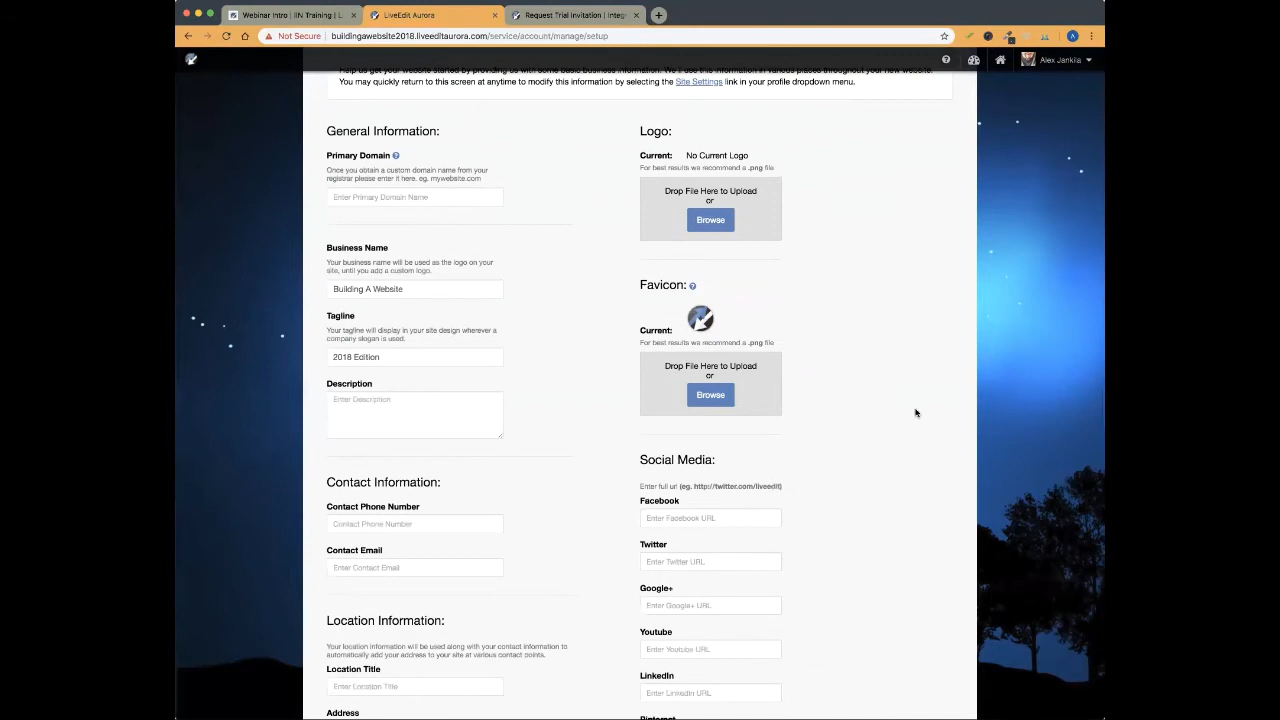 Webinar Intro | IIN Training | L
LiveEdit Aurora
Request Trial Invitation | Integ
Not Secure | buildingawebsite2018.liveeditaurora.com/service/account/manage/setup
Alex Jankila
Help us get your website started by providing us with some basic business information. We'll use this information in various places throughout your new website.
You may quickly return to this screen at anytime to modify this information by selecting the Site Settings link in your profile dropdown menu.
General Information:
Primary Domain
Once you obtain a custom domain name from your
registrar please enter it here. eg. mywebsite.com
Enter Primary Domain Name
Business Name
Your business name will be used as the logo on your
site, until you add a custom logo.
Building A Website
Tagline
Your tagline will display in your site design wherever a
company slogan is used.
2018 Edition
Description
Enter Description
Contact Information:
Contact Phone Number
Contact Phone Number
Contact Email
Enter Contact Email
Location Information:
Your location information will be used along with your contact information to
automatically add your address to your site at various contact points.
Location Title
Enter Location Title
Address
Logo:
Current: No Current Logo
For best results we recommend a .png file
Drop File Here to Upload
or
Browse
Favicon:
Current:
For best results we recommend a .png file
Drop File Here to Upload
or
Browse
Social Media:
Enter full url (eg. http://twitter.com/liveedit)
Facebook
Enter Facebook URL
Twitter
Enter Twitter URL
Google+
Enter Google+ URL
Youtube
Enter Youtube URL
LinkedIn
Enter LinkedIn URL
Pinterest